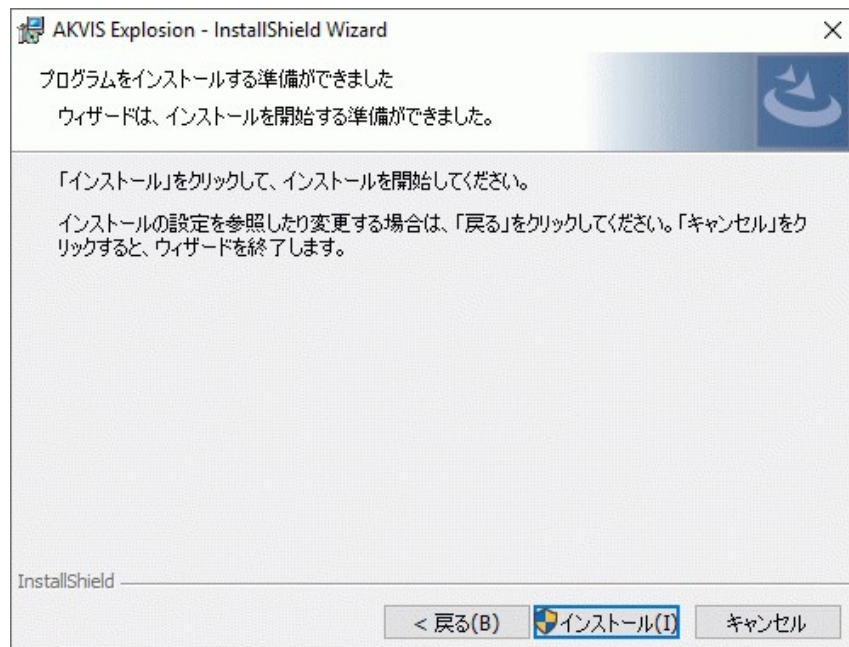 AKVIS Explosion - InstallShield Wizard
プログラムをインストールする準備ができました
ウィザードは、インストールを開始する準備ができました。
「インストール」をクリックして、インストールを開始してください。
インストールの設定を参照したり変更する場合は、「戻る」をクリックしてください。「キャンセル」をク
リックすると、ウィザードを終了します。
InstallShield
< 戻る(B) インストール(I) キャンセル